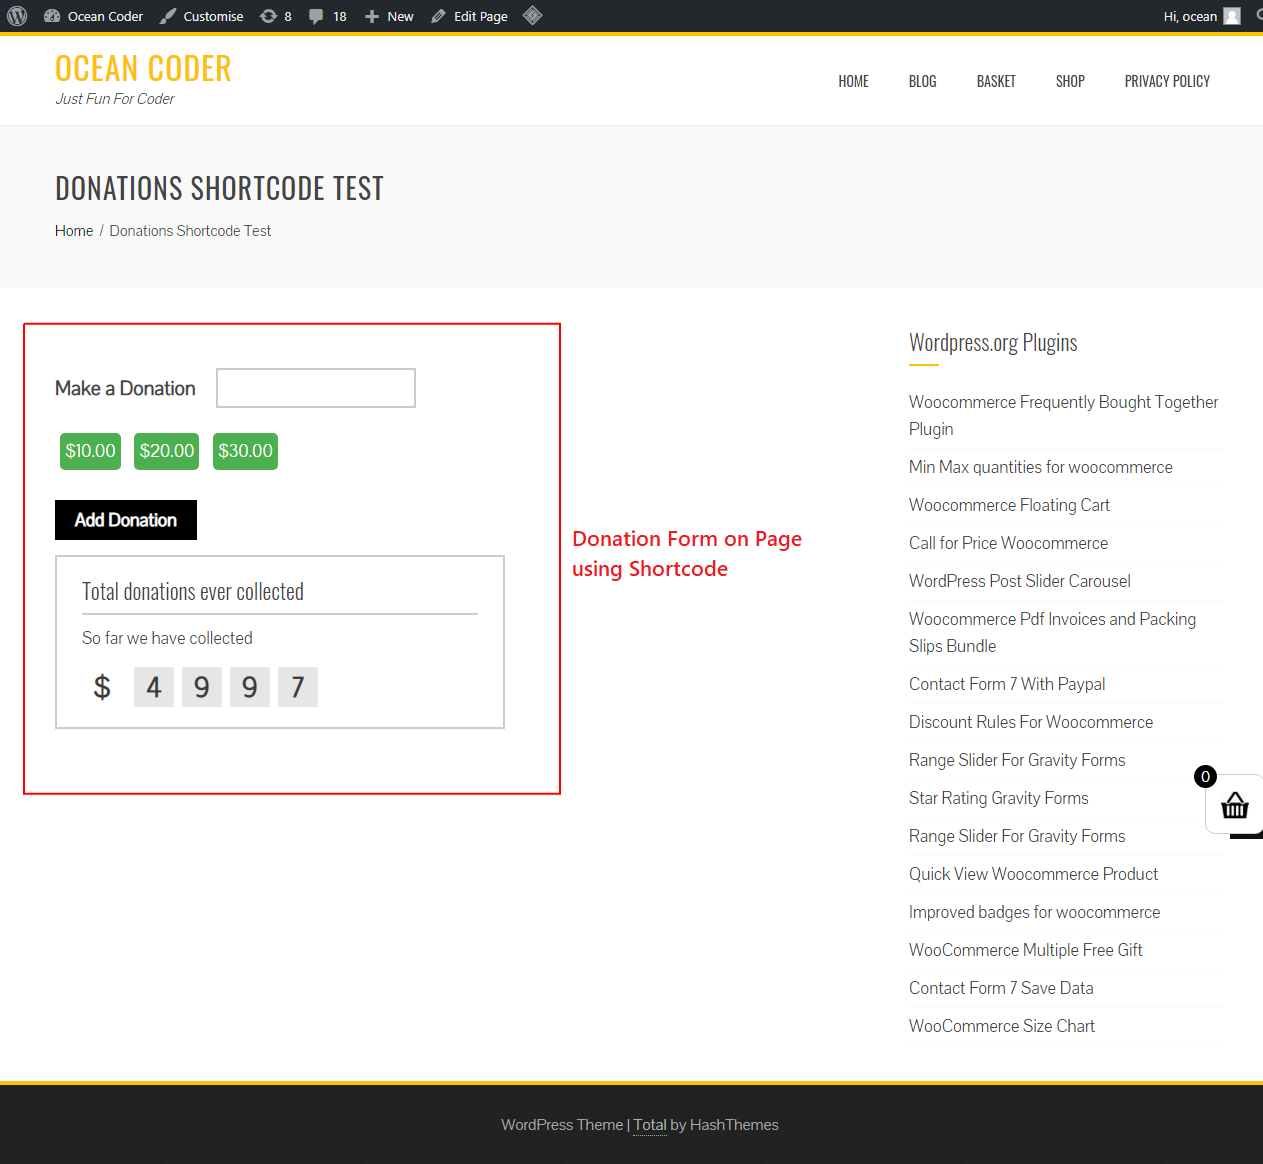 Ocean Coder Customise 8 18 New Edit Page Hi, ocean
OCEAN CODER
Just Fun For Coder
HOME BLOG BASKET SHOP PRIVACY POLICY
DONATIONS SHORTCODE TEST
Home / Donations Shortcode Test
Make a Donation
$10.00 $20.00 $30.00
Add Donation
Total donations ever collected
So far we have collected
$ 4 9 9 7
Donation Form on Page
using Shortcode
Wordpress.org Plugins
Woocommerce Frequently Bought Together
Plugin
Min Max quantities for woocommerce
Woocommerce Floating Cart
Call for Price Woocommerce
WordPress Post Slider Carousel
Woocommerce Pdf Invoices and Packing
Slips Bundle
Contact Form 7 With Paypal
Discount Rules For Woocommerce
Range Slider For Gravity Forms
Star Rating Gravity Forms
Range Slider For Gravity Forms
Quick View Woocommerce Product
Improved badges for woocommerce
WooCommerce Multiple Free Gift
Contact Form 7 Save Data
WooCommerce Size Chart
0
WordPress Theme | Total by HashThemes